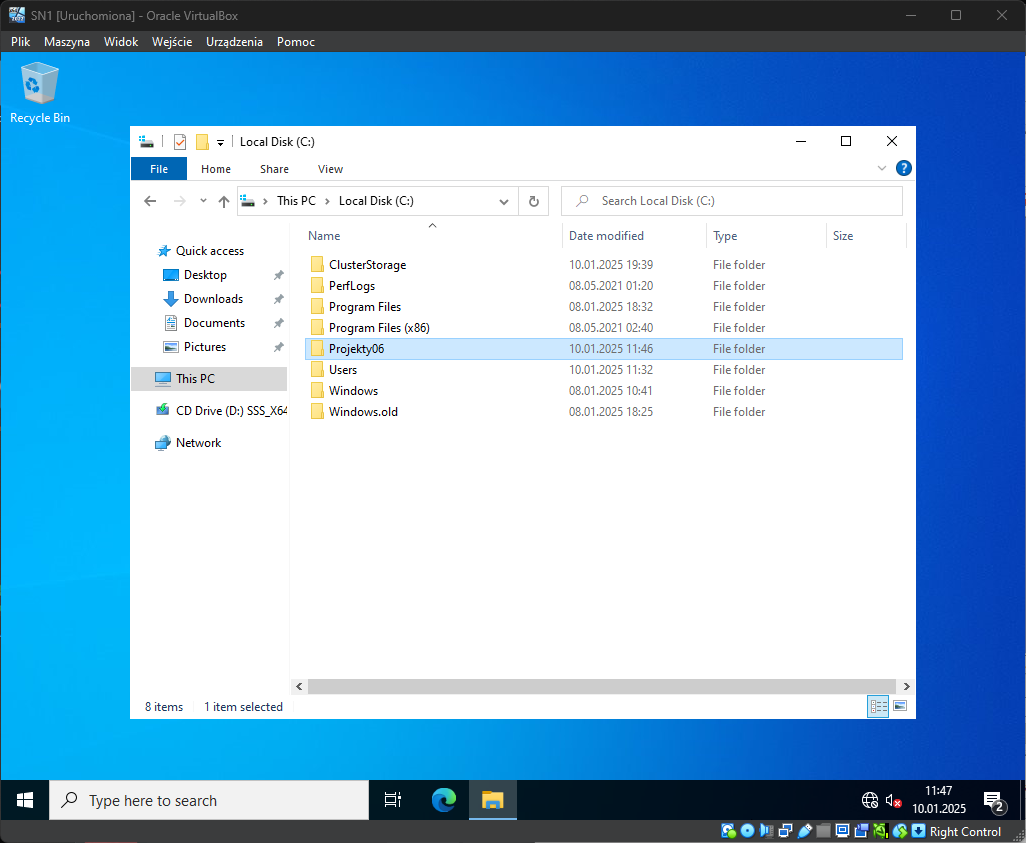 SN1 [Uruchomiona] - Oracle VirtualBox
Plik Maszyna Widok Wejście Urządzenia Pomoc
Recycle Bin
Local Disk (C:)
File Home Share View
This PC Local Disk (C:) Search Local Disk (C:)
Name Date modified Type Size
Quick access
Desktop
Downloads
Documents
Pictures
This PC
CD Drive (D:) SSS_X64
Network
ClusterStorage 10.01.2025 19:39 File folder
PerfLogs 08.05.2021 01:20 File folder
Program Files 08.01.2025 18:32 File folder
Program Files (x86) 08.05.2021 02:40 File folder
Projekty06 10.01.2025 11:46 File folder
Users 10.01.2025 11:32 File folder
Windows 08.01.2025 10:41 File folder
Windows.old 08.01.2025 18:25 File folder
8 items 1 item selected
Type here to search
11:47
10.01.2025
2
Right Control